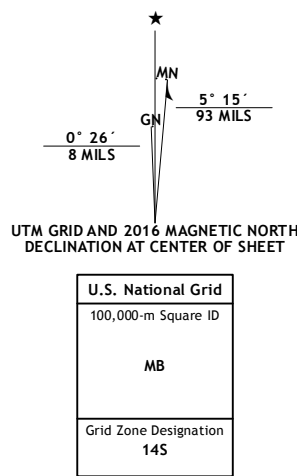 ★
MN
GN
5° 15´
93 MILS
0° 26´
8 MILS
UTM GRID AND 2016 MAGNETIC NORTH
DECLINATION AT CENTER OF SHEET
U.S. National Grid
100,000-m Square ID
MB
Grid Zone Designation
14S